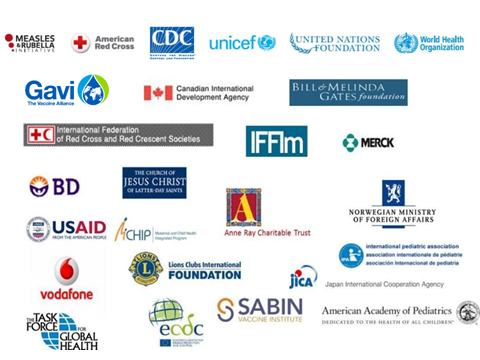 MEASLES
& RUBELLA
INITIATIVE
American
Red Cross
CDC
unicef
UNITED NATIONS
FOUNDATION
World Health
Organization
Gavi
The Vaccine Alliance
Canadian International
Development Agency
BILL & MELINDA
GATES foundation
International Federation
of Red Cross and Red Crescent Societies
IFFIm
MERCK
BD
THE CHURCH OF
JESUS CHRIST
OF LATTER-DAY SAINTS
A
Anne Ray Charitable Trust
NORWEGIAN MINISTRY
OF FOREIGN AFFAIRS
USAID
FROM THE AMERICAN PEOPLE
MCHIP
Maternal and Child Health
Integrated Program
IPA
international pediatric association
association internationale de pédiatrie
asociación internacional de pediatría
vodafone
LIONS
L
Lions Clubs International
FOUNDATION
jICA
Japan International Cooperation Agency
THE TASK
FORCE FOR
GLOBAL
HEALTH
ecdc
SABIN
VACCINE INSTITUTE
American Academy of Pediatrics
DEDICATED TO THE HEALTH OF ALL CHILDREN